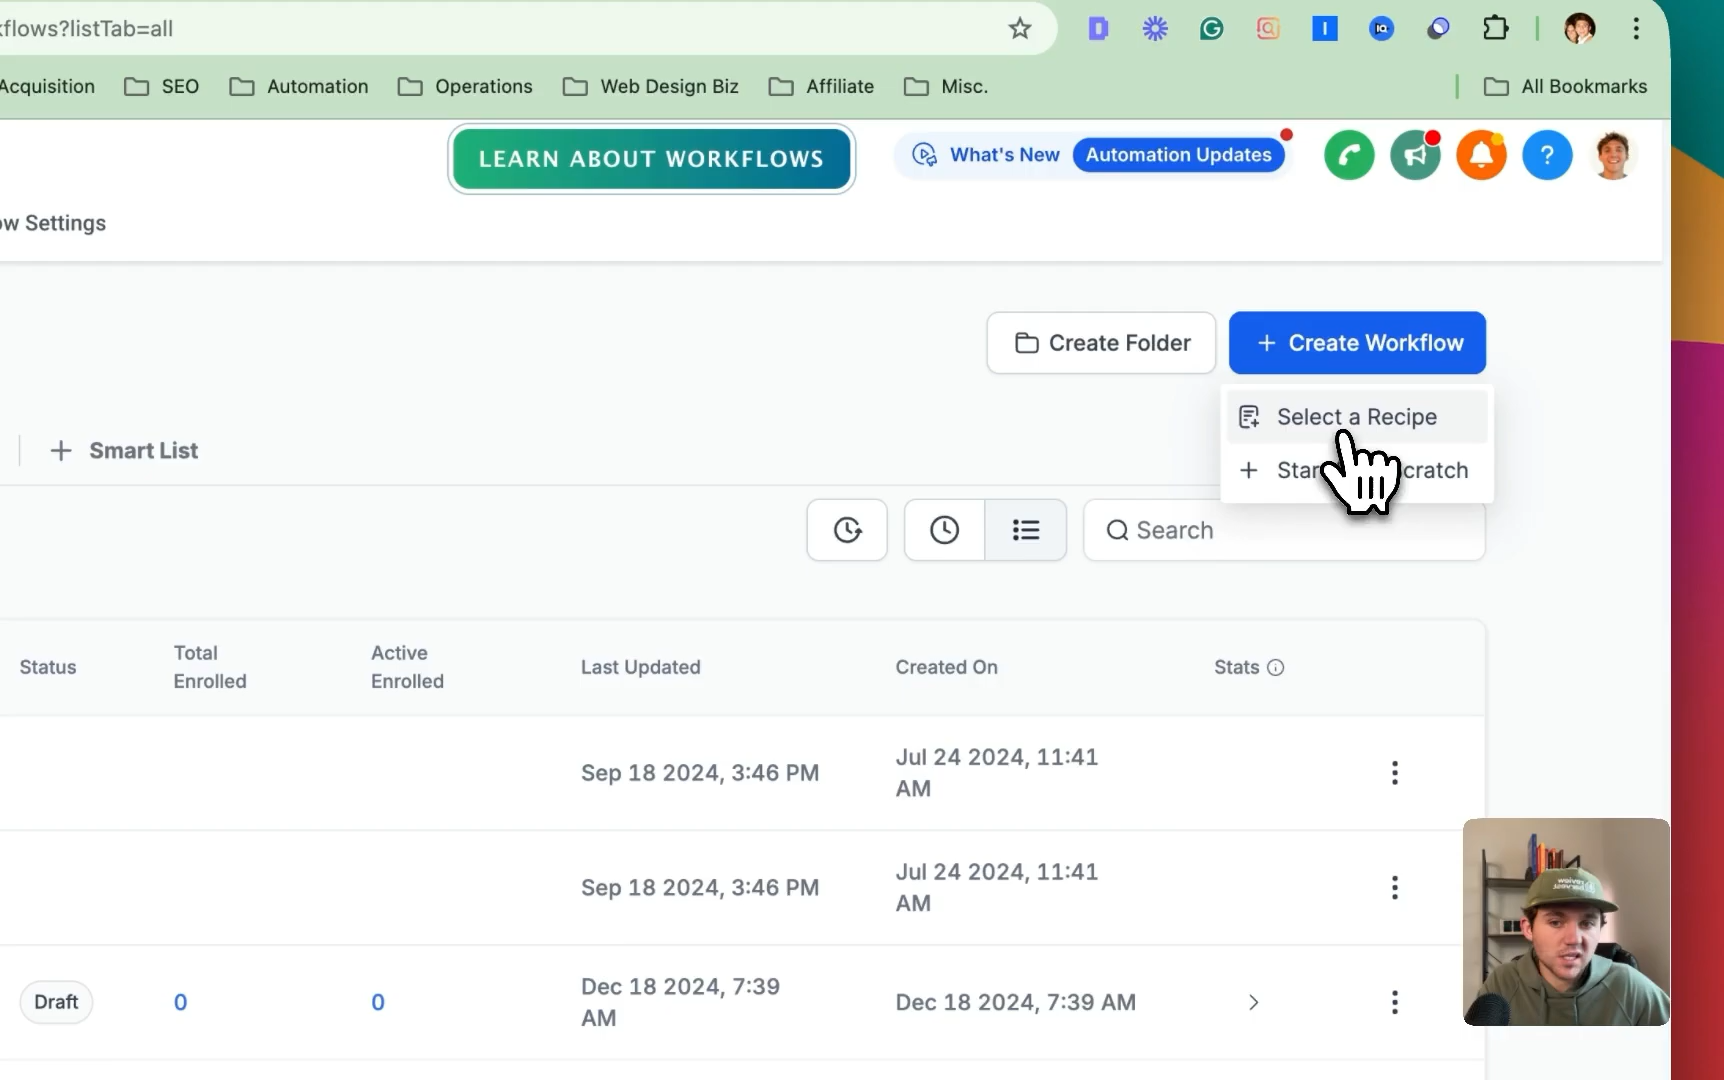 flows?listTab=all
Acquisition
SEO
Automation
Operations
Web Design Biz
Affiliate
Misc.
All Bookmarks
LEARN ABOUT WORKFLOWS
What's New
Automation Updates
?
ow Settings
Create Folder
+ Create Workflow
Select a Recipe
+ Smart List
+ Star cratch
Search
Status
Total Enrolled
Active Enrolled
Last Updated
Created On
Stats
Sep 18 2024, 3:46 PM
Jul 24 2024, 11:41 AM
Sep 18 2024, 3:46 PM
Jul 24 2024, 11:41 AM
Draft
0
0
Dec 18 2024, 7:39 AM
Dec 18 2024, 7:39 AM